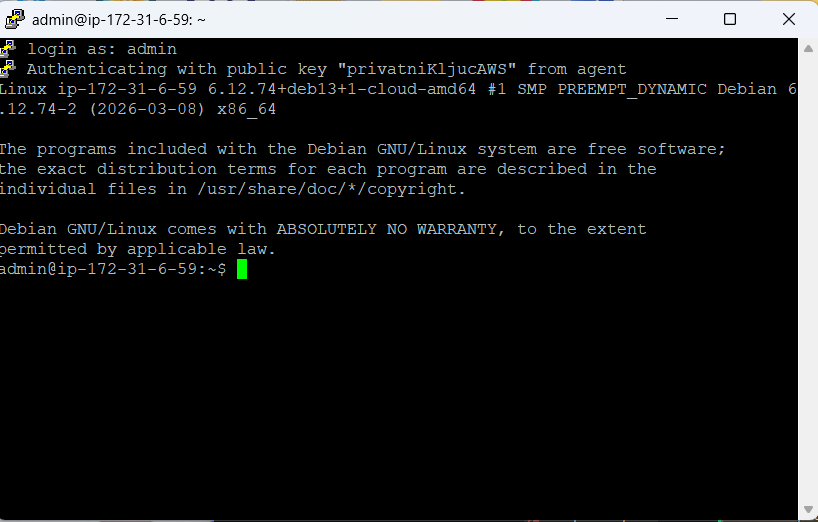 admin@ip-172-31-6-59: ~
login as: admin
Authenticating with public key "privatniKljucAWS" from agent
Linux ip-172-31-6-59 6.12.74+deb13+1-cloud-amd64 #1 SMP PREEMPT_DYNAMIC Debian 6
.12.74-2 (2026-03-08) x86_64
The programs included with the Debian GNU/Linux system are free software;
the exact distribution terms for each program are described in the
individual files in /usr/share/doc/*/copyright.
Debian GNU/Linux comes with ABSOLUTELY NO WARRANTY, to the extent
permitted by applicable law.
admin@ip-172-31-6-59:~$